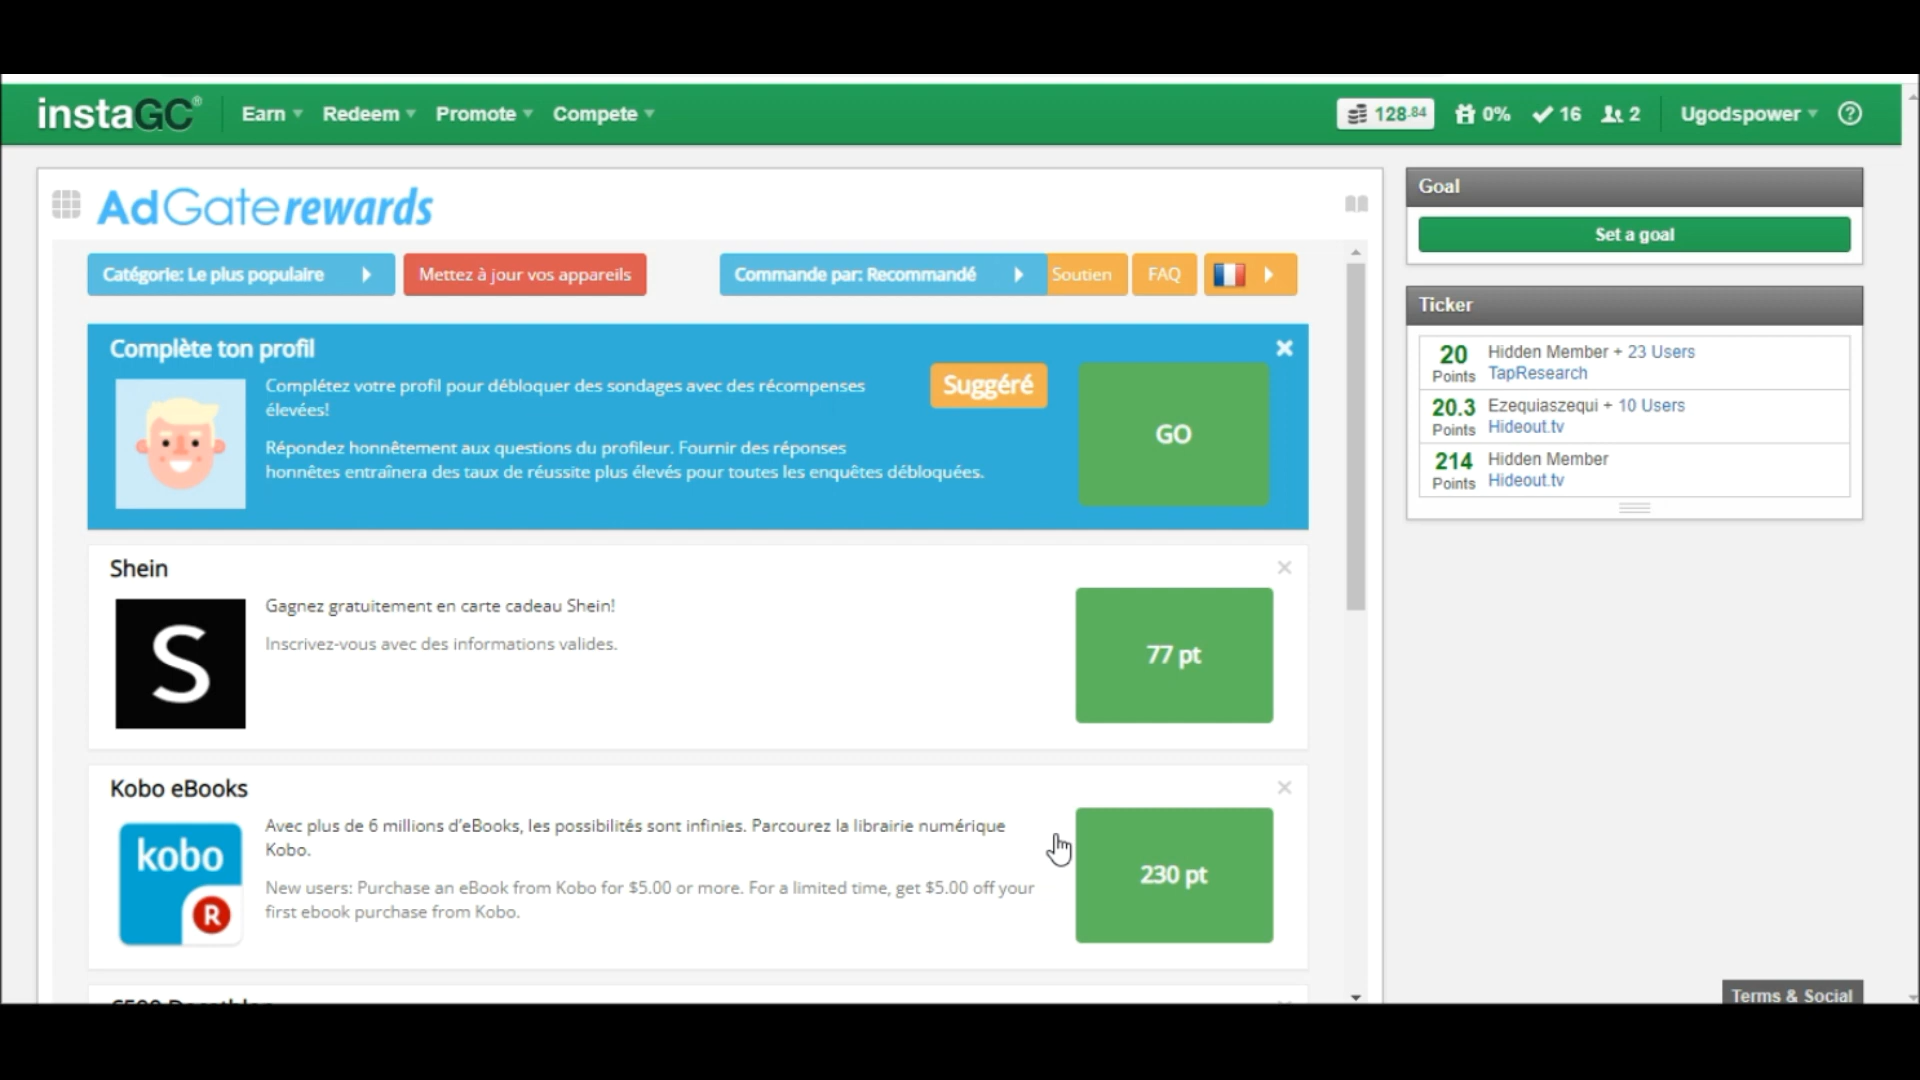 instaGC®
Earn
Redeem
Promote
Compete
128.84
0%
16
2
Ugodspower
AdGate rewards
Catégorie: Le plus populaire
Mettez à jour vos appareils
Commande par: Recommandé
Soutien
FAQ
Complète ton profil
Complétez votre profil pour débloquer des sondages avec des récompenses
élevées!
Répondez honnêtement aux questions du profileur. Fournir des réponses
honnêtes entraînera des taux de réussite plus élevés pour toutes les enquêtes débloquées.
Suggéré
GO
Shein
S
Gagnez gratuitement en carte cadeau Shein!
Inscrivez-vous avec des informations valides.
77 pt
Kobo eBooks
kobo
R
Avec plus de 6 millions d'eBooks, les possibilités sont infinies. Parcourez la librairie numérique
Kobo.
New users: Purchase an eBook from Kobo for $5.00 or more. For a limited time, get $5.00 off your
first ebook purchase from Kobo.
230 pt
Goal
Set a goal
Ticker
20 Hidden Member + 23 Users
Points TapResearch
20.3 Ezequiaszequi + 10 Users
Points Hideout.tv
214 Hidden Member
Points Hideout.tv
Terms & Social